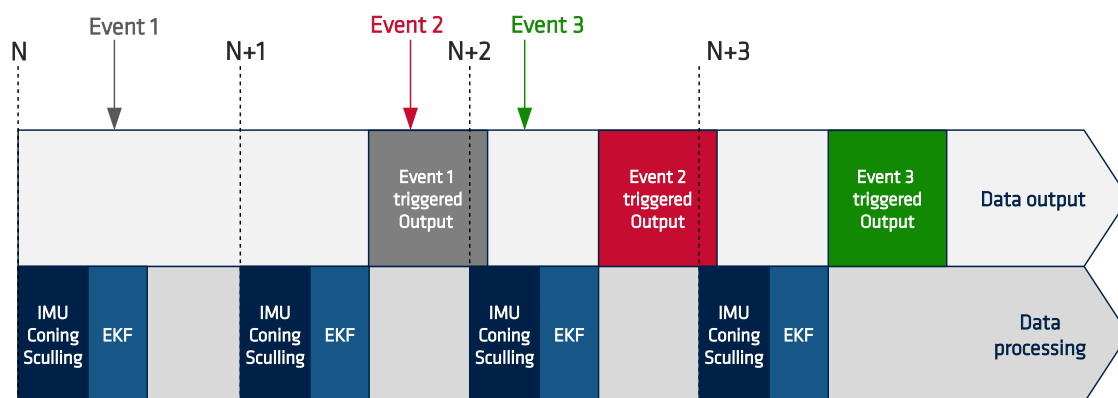 Event 1
Event 2
Event 3
N
N+1
N+2
N+3
Event 1
triggered
Output
Event 2
triggered
Output
Event 3
triggered
Output
Data output
IMU
Coning
Sculling
EKF
IMU
Coning
Sculling
EKF
IMU
Coning
Sculling
EKF
IMU
Coning
Sculling
EKF
Data
processing